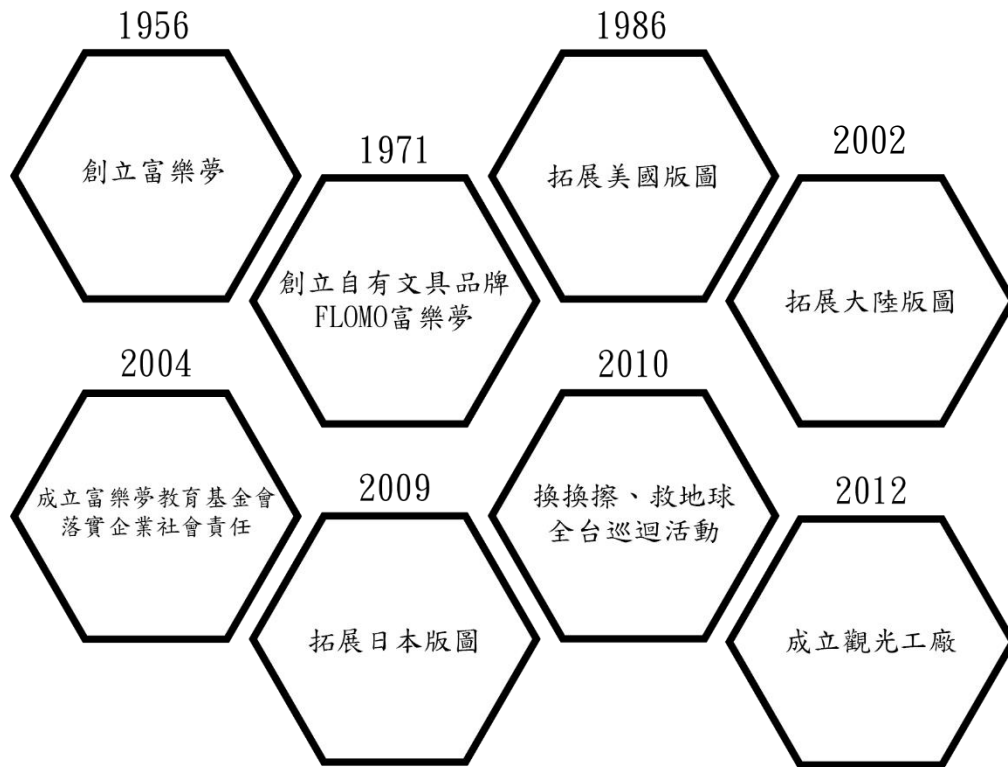 1956
創立富樂夢
1971
創立自有文具品牌
FLOMO富樂夢
1986
拓展美國版圖
2002
拓展大陸版圖
2004
成立富樂夢教育基金會
落實企業社會責任
2009
拓展日本版圖
2010
換換擦、救地球
全台巡迴活動
2012
成立觀光工廠